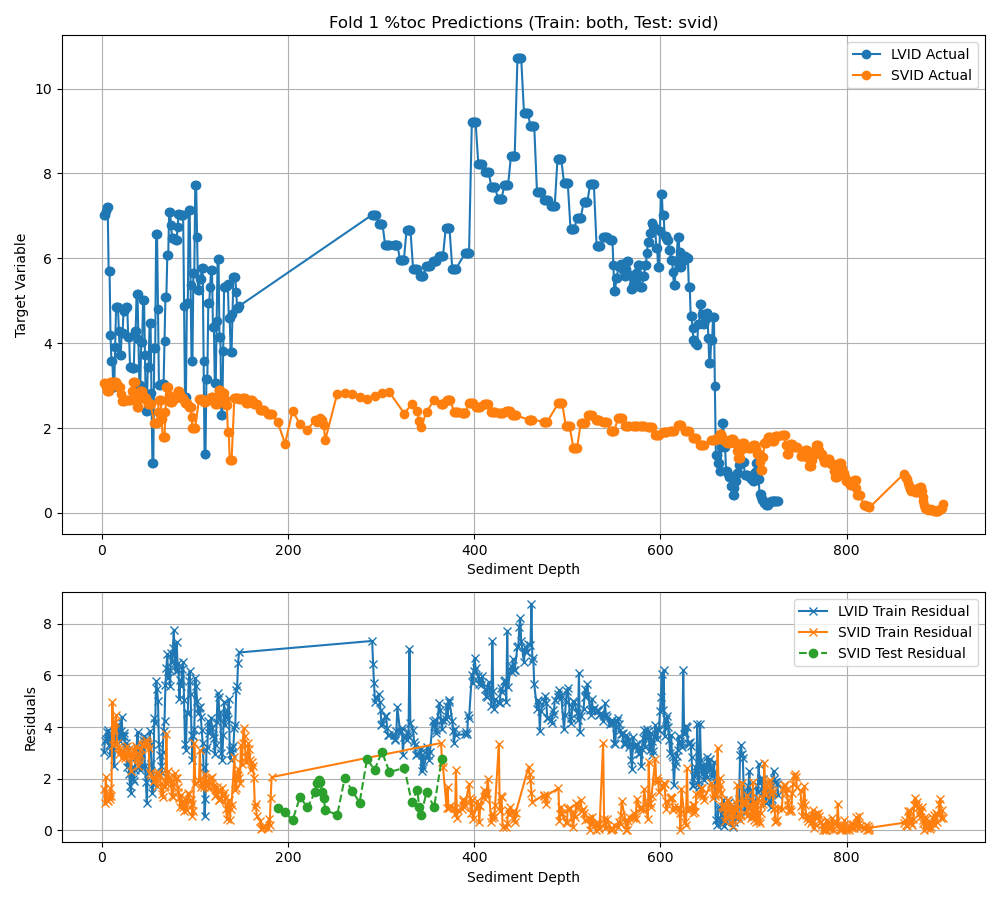 Fold 1 %toc Predictions (Train: both, Test: svid)
LVID Actual
SVID Actual
Target Variable
10
8
6
4
2
0
0 200 400 600 800
Sediment Depth
LVID Train Residual
SVID Train Residual
SVID Test Residual
Residuals
8
6
4
2
0
0 200 400 600 800
Sediment Depth